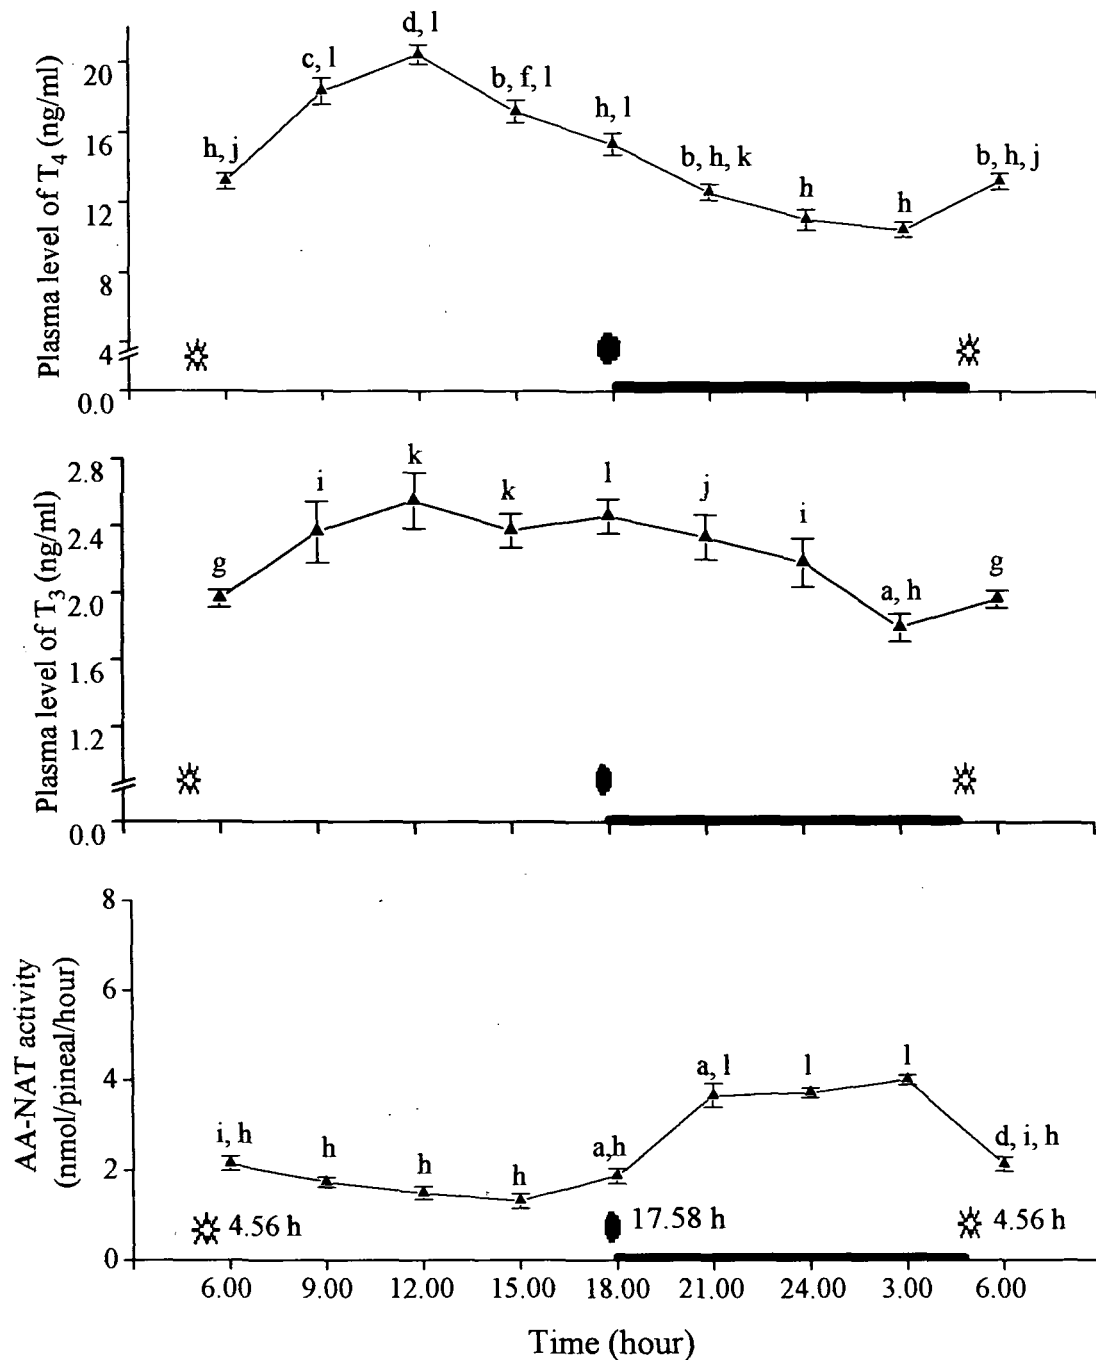 Plasma level of T4 (ng/ml)
20
16
12
8
4
0.0
h, j
c, l
d, l
b, f, l
h, l
b, h, k
h
h
b, h, j
Plasma level of T3 (ng/ml)
2.8
2.4
2.0
1.6
1.2
0.0
g
i
k
k
l
j
i
a, h
g
AA-NAT activity
(nmol/pineal/hour)
8
6
4
2
0
i, h
h
h
h
a,h
a, l
l
l
d, i, h
4.56 h
17.58 h
4.56 h
6.00 9.00 12.00 15.00 18.00 21.00 24.00 3.00 6.00
Time (hour)